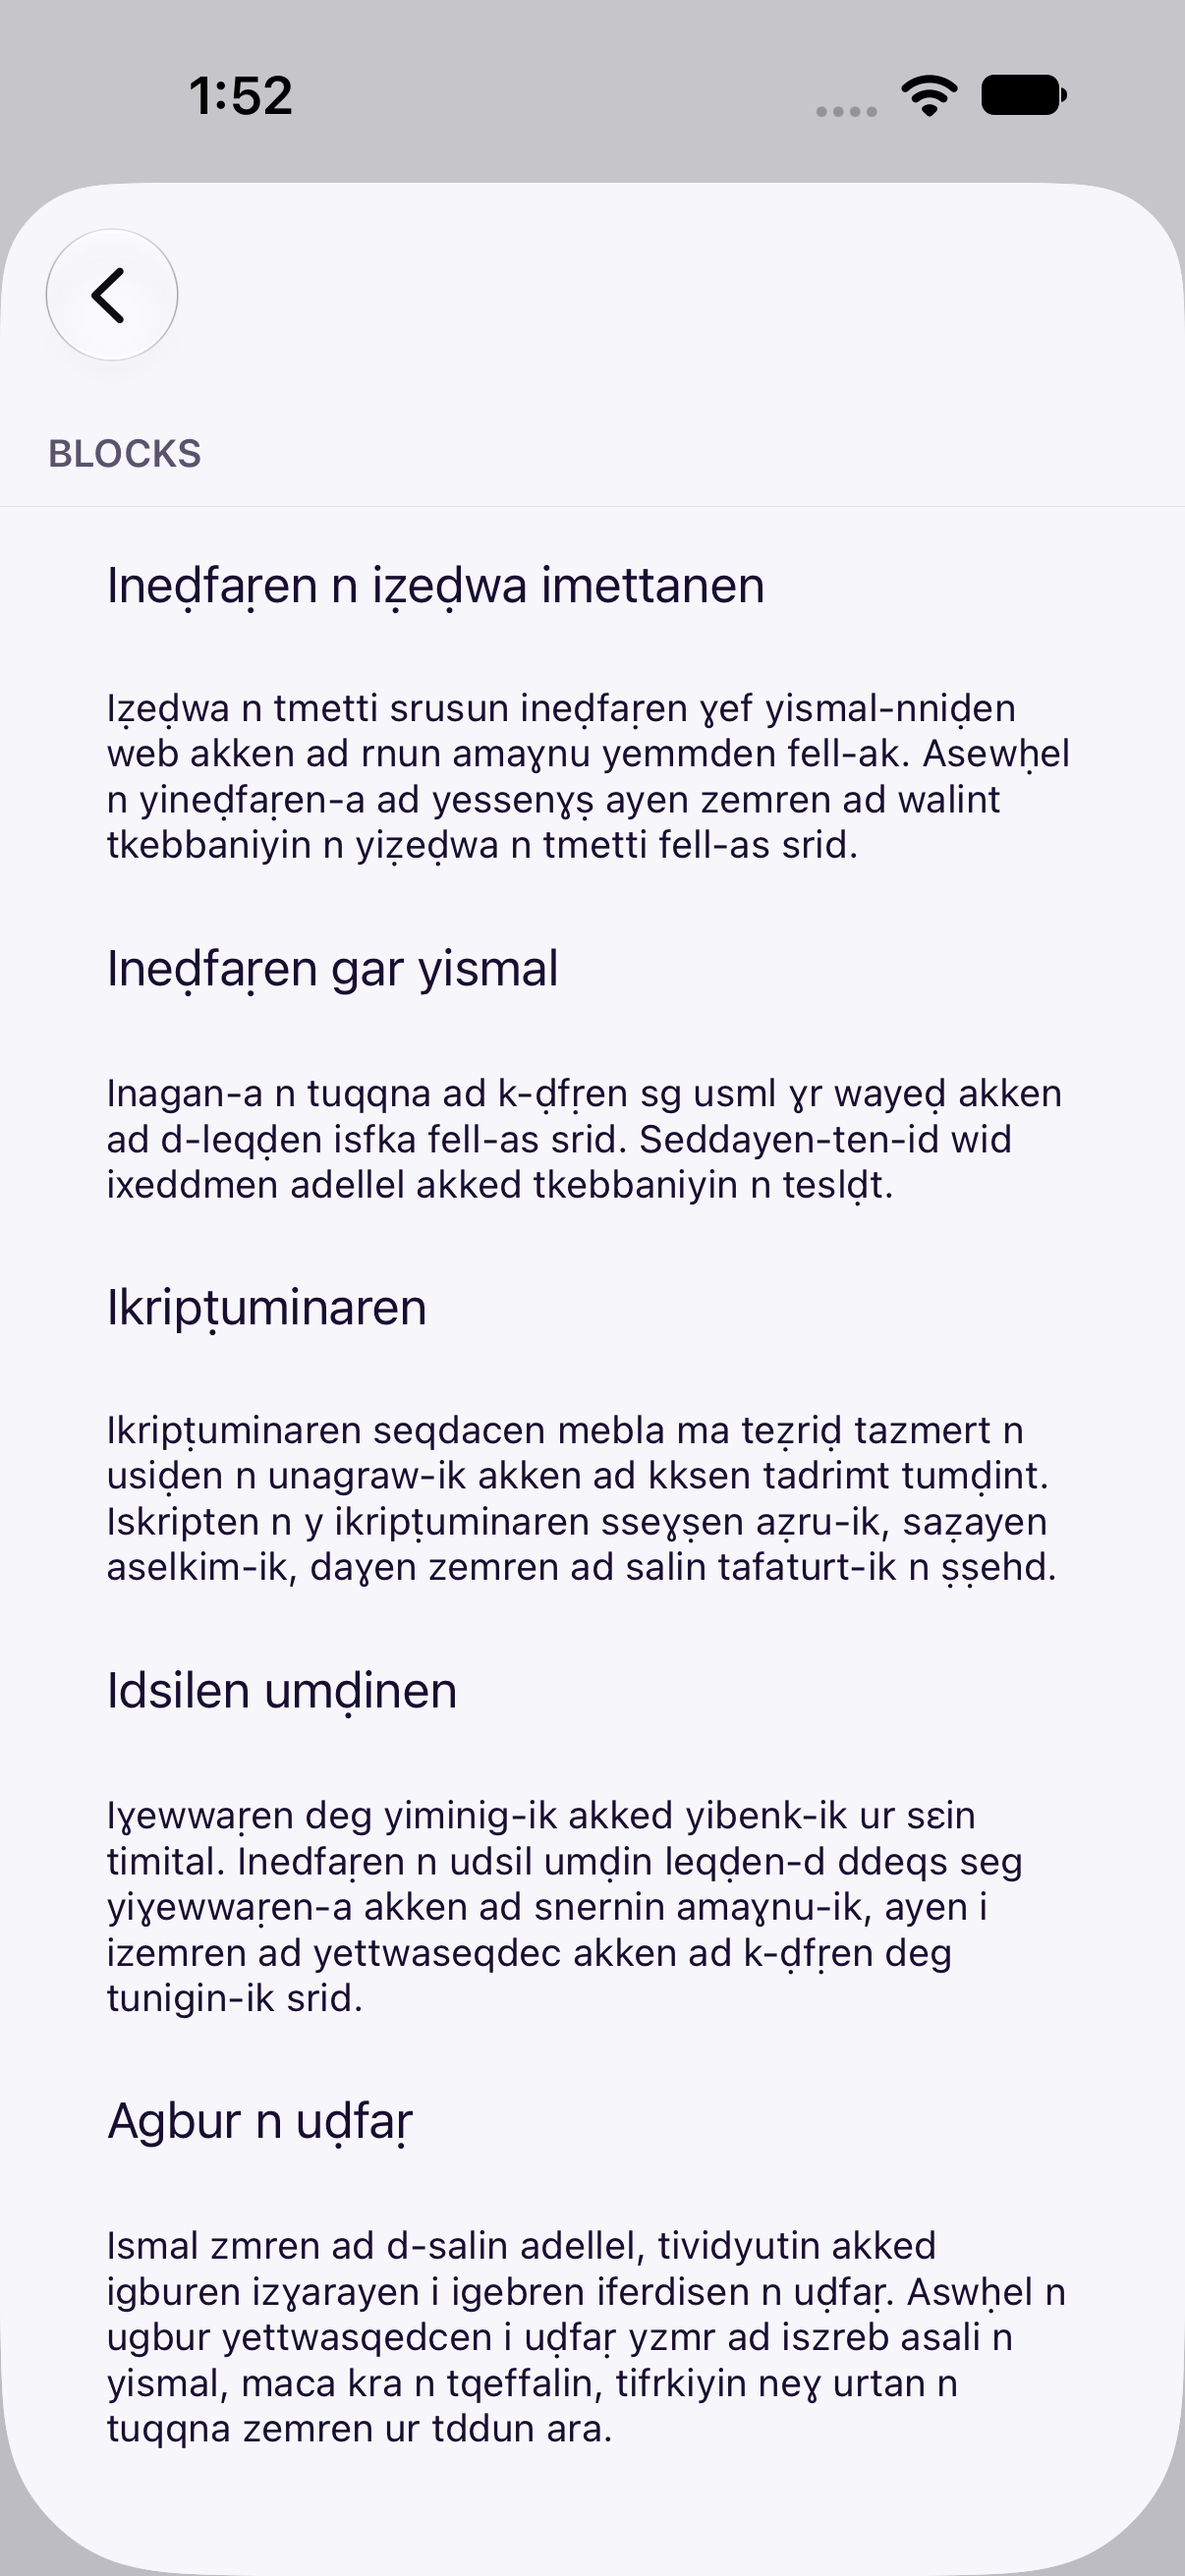 1:52
BLOCKS
Ineḍfaṛen n iẓeḍwa imettanen
Iẓeḍwa n tmetti srusun ineḍfaṛen ɣef yismal-nniḍen
web akken ad rnun amaɣnu yemmden fell-ak. Asewḥel
n yineḍfaṛen-a ad yessenɣṣ ayen zemren ad walint
tkebbaniyin n yiẓeḍwa n tmetti fell-as srid.
Ineḍfaṛen gar yismal
Inagan-a n tuqqna ad k-ḍfṛen sg usml ɣr wayeḍ akken
ad d-leqḍen isfka fell-as srid. Seddayen-ten-id wid
ixeddmen adellel akked tkebbaniyin n teslḍt.
Ikripṭuminaren
Ikripṭuminaren seqdacen mebla ma teẓriḍ tazmert n
usiḍen n unagraw-ik akken ad kksen tadrimt tumḍint.
Iskripten n y ikripṭuminaren sseɣṣen aẓru-ik, saẓayen
aselkim-ik, daɣen zemren ad salin tafaturt-ik n ṣṣehd.
Idsilen umḍinen
Iɣewwaṛen deg yiminig-ik akked yibenk-ik ur sɛin
timital. Inedfaṛen n udsil umḍin leqḍen-d ddeqs seg
yiɣewwaṛen-a akken ad snernin amaɣnu-ik, ayen i
izemren ad yettwaseqdec akken ad k-ḍfṛen deg
tunigin-ik srid.
Agbur n uḍfaṛ
Ismal zmren ad d-salin adellel, tividyutin akked
igburen izɣarayen i igebren iferdisen n uḍfaṛ. Aswḥel n
ugbur yettwasqedcen i uḍfaṛ yzmr ad iszreb asali n
yismal, maca kra n tqeffalin, tifrkiyin neɣ urtan n
tuqqna zemren ur tddun ara.